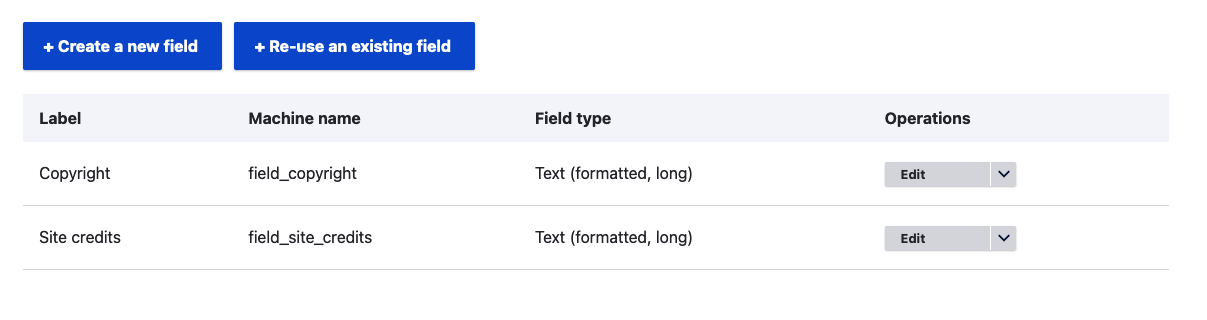 + Create a new field + Re-use an existing field
Label Machine name Field type Operations
Copyright field_copyright Text (formatted, long) Edit
Site credits field_site_credits Text (formatted, long) Edit